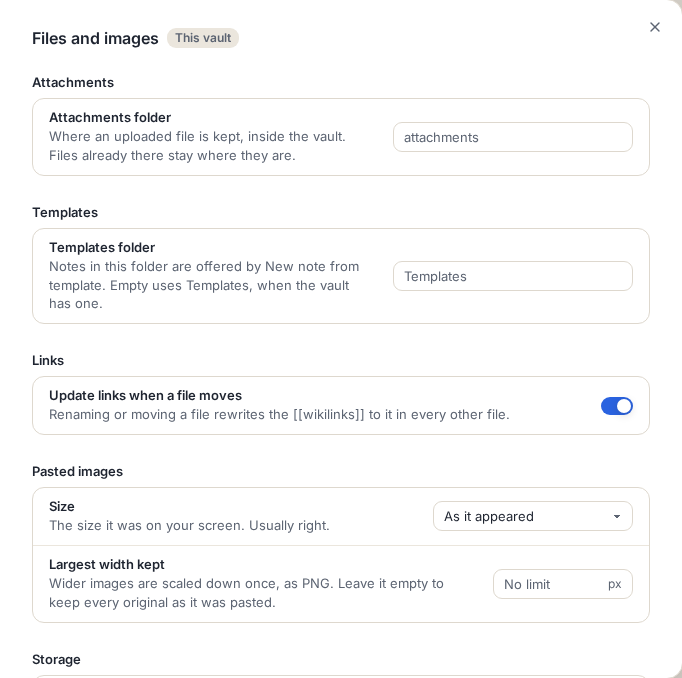 Files and images This vault
Attachments
Attachments folder
Where an uploaded file is kept, inside the vault.
Files already there stay where they are.
attachments
Templates
Templates folder
Notes in this folder are offered by New note from
template. Empty uses Templates, when the vault
has one.
Templates
Links
Update links when a file moves
Renaming or moving a file rewrites the [[wikilinks]] to it in every other file.
Pasted images
Size
The size it was on your screen. Usually right.
As it appeared
Largest width kept
Wider images are scaled down once, as PNG. Leave it empty to
keep every original as it was pasted.
No limit px
Storage